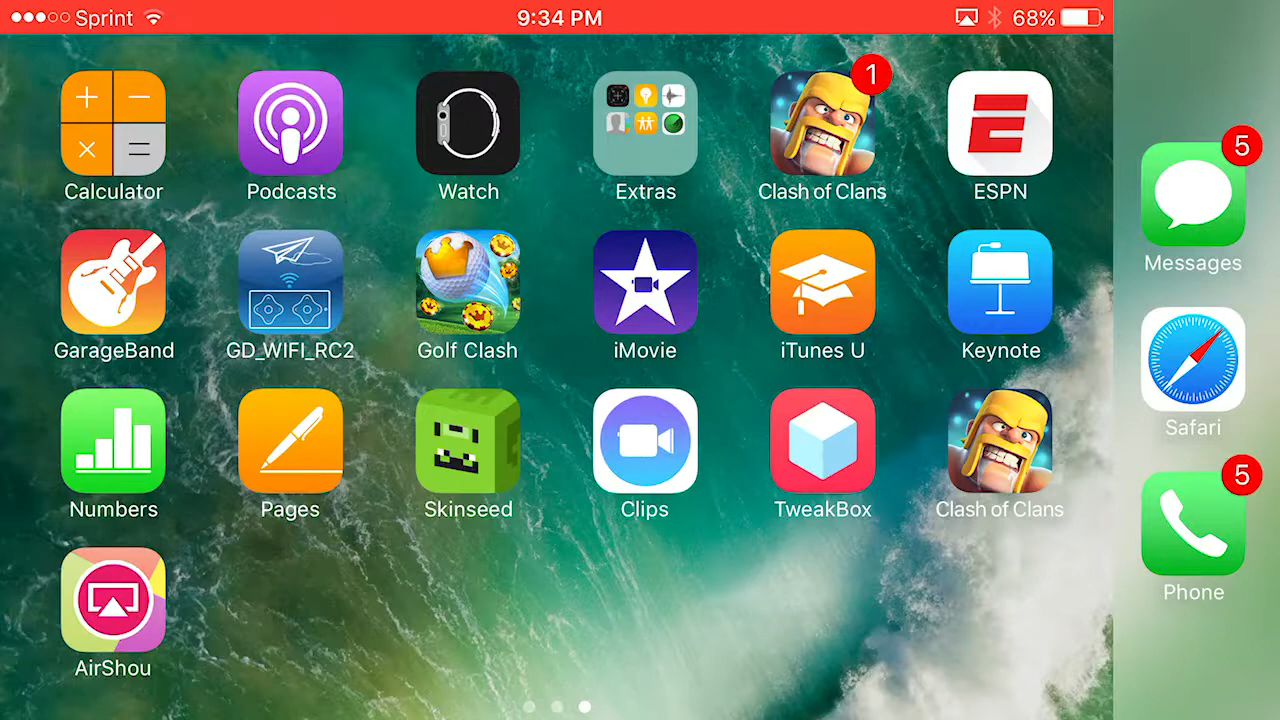 Sprint 9:34 PM 68%
1
Calculator Podcasts Watch Extras Clash of Clans ESPN
5
Messages
GarageBand GD_WIFI_RC2 Golf Clash iMovie iTunes U Keynote
Safari
Numbers Pages Skinseed Clips TweakBox Clash of Clans
5
Phone
AirShou